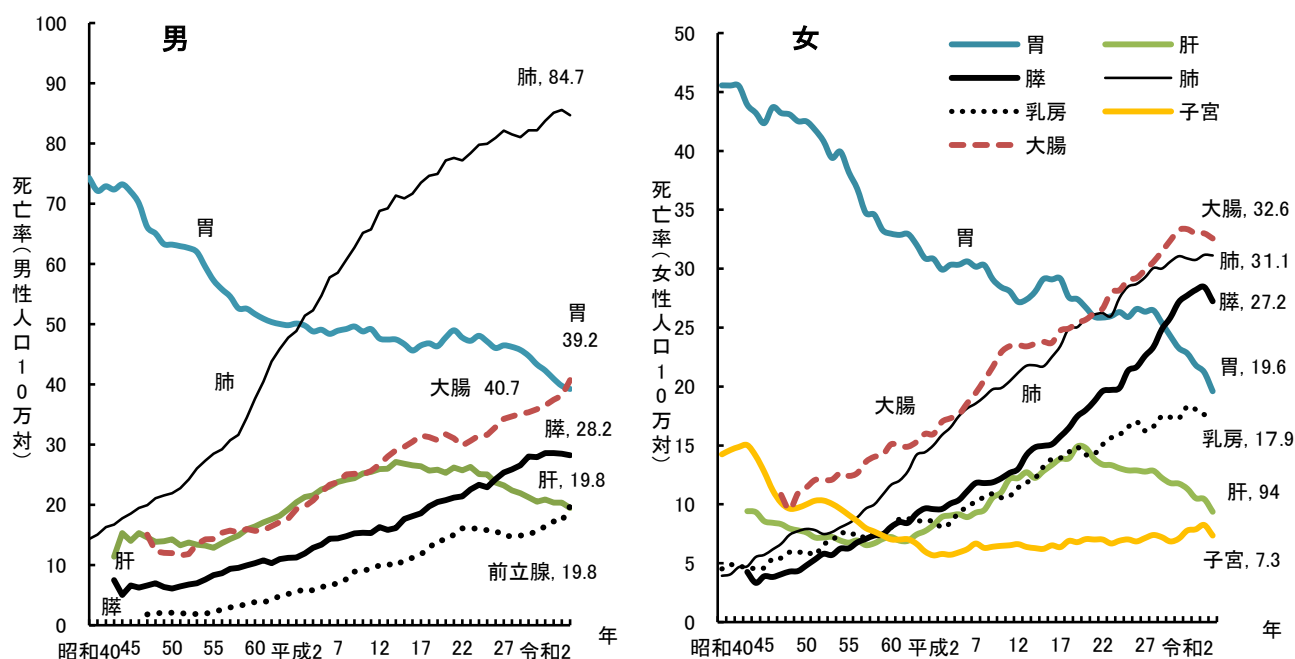 男
死亡率(男性人口10万対)
100
90
80
70
60
50
40
30
20
10
0
肺, 84.7
胃
胃
39.2
肺
大腸 40.7
膵, 28.2
肝, 19.8
前立腺, 19.8
肝
膵
昭和40 45 50 55 60 平成2 7 12 17 22 27 令和2
年
女
死亡率(女性人口10万対)
50
45
40
35
30
25
20
15
10
5
0
胃 肝
膵 肺
乳房 子宮
大腸
大腸, 32.6
胃
肺, 31.1
膵, 27.2
胃, 19.6
大腸
肺
乳房, 17.9
肝, 94
子宮, 7.3
昭和40 45 50 55 60 平成2 7 12 17 22 27 令和2
年